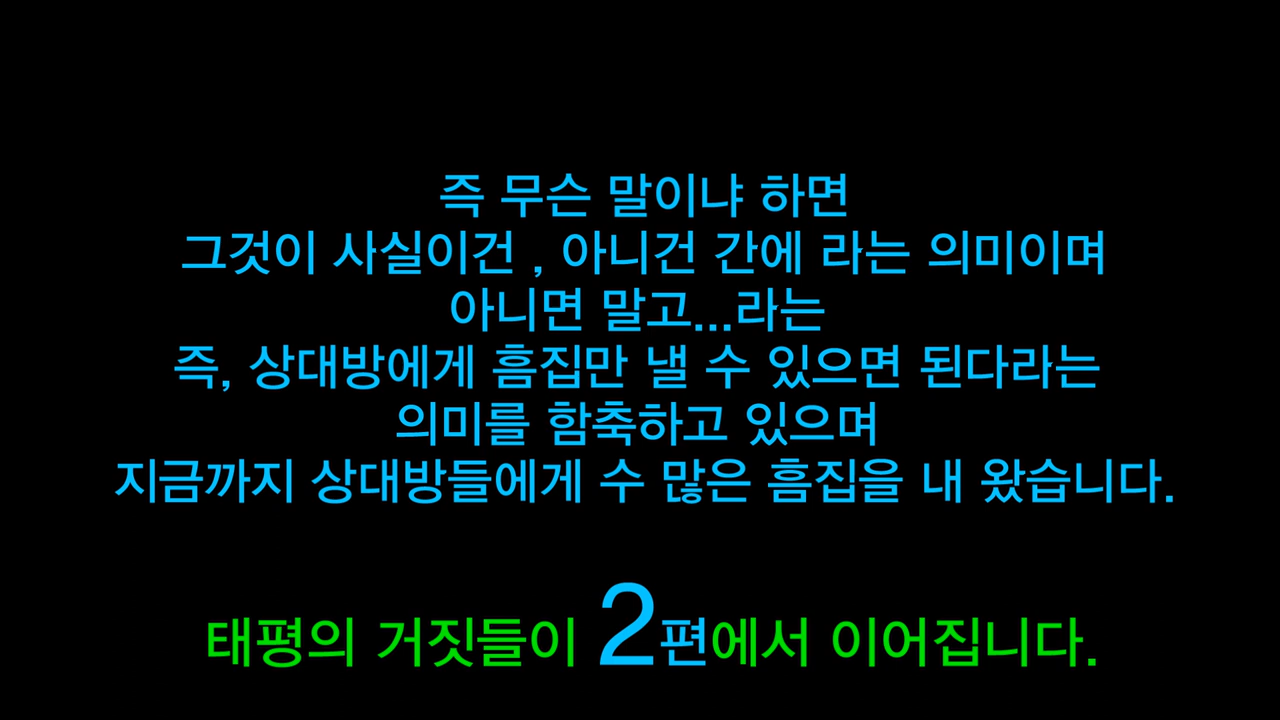 즉 무슨 말이냐 하면
그것이 사실이건 , 아니건 간에 라는 의미이며
아니면 말고...라는
즉, 상대방에게 흠집만 낼 수 있으면 된다라는
의미를 함축하고 있으며
지금까지 상대방들에게 수 많은 흠집을 내 왔습니다.
태평의 거짓들이 2편에서 이어집니다.